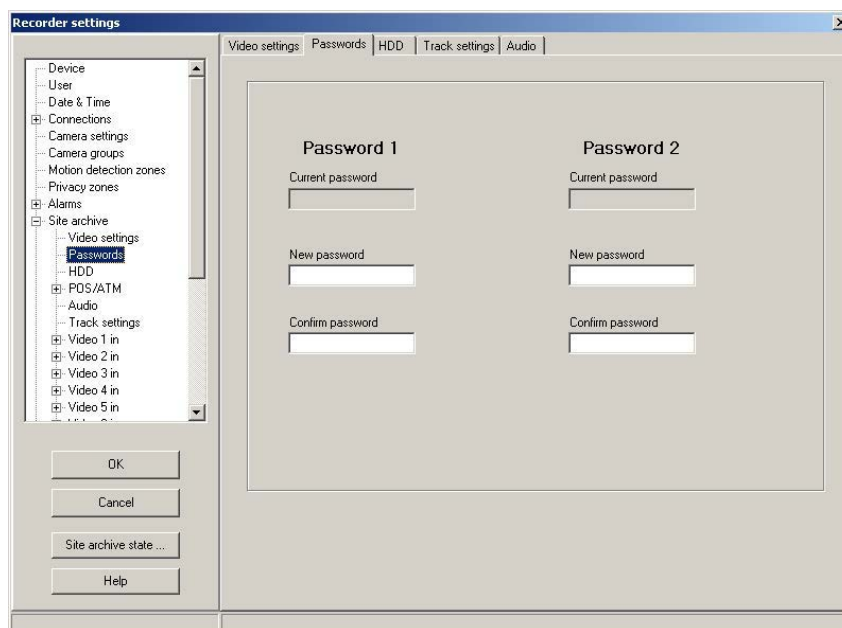 Recorder settings
Device
User
Date & Time
Connections
Camera settings
Camera groups
Motion detection zones
Privacy zones
Alarms
Site archive
Video settings
Passwords
HDD
POS/ATM
Audio
Track settings
Video 1 in
Video 2 in
Video 3 in
Video 4 in
Video 5 in
OK
Cancel
Site archive state ...
Help
Video settings Passwords HDD Track settings Audio
Password 1 Password 2
Current password Current password
New password New password
Confirm password Confirm password